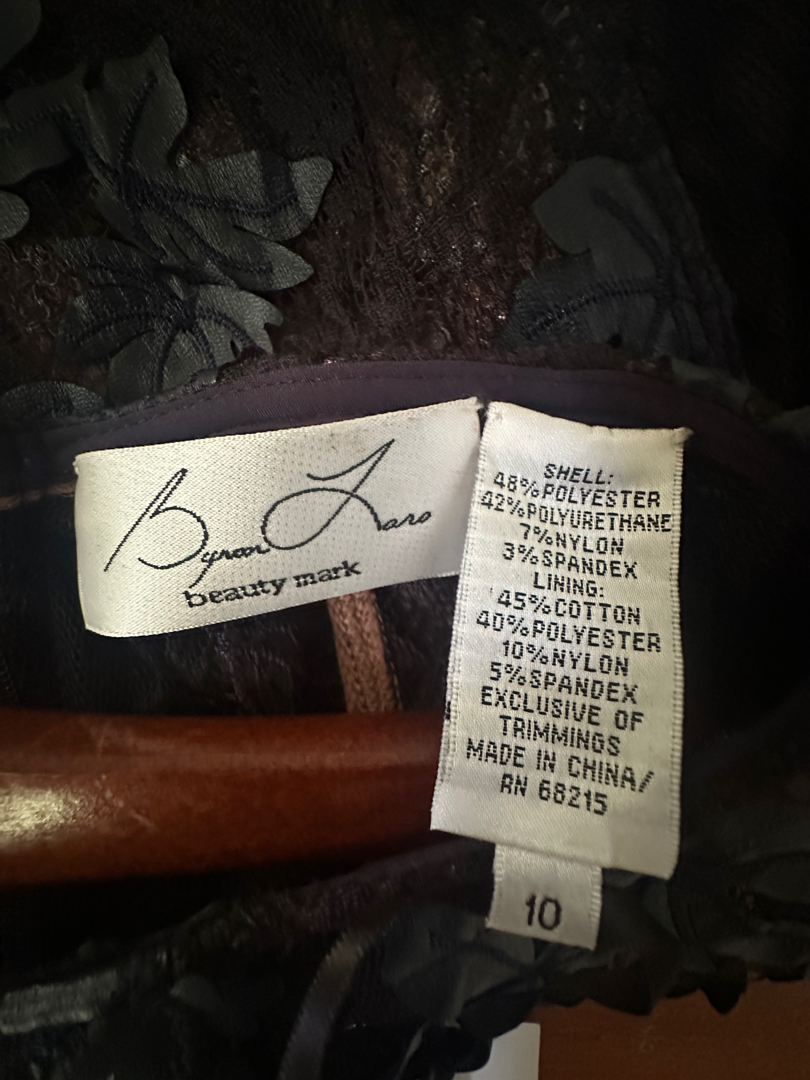 Byron Lars
beauty mark
SHELL:
48%POLYESTER
42%POLYURETHANE
7%NYLON
3%SPANDEX
LINING:
45%COTTON
40%POLYESTER
10%NYLON
5%SPANDEX
EXCLUSIVE OF
TRIMMINGS
MADE IN CHINA/
RN 68215
10